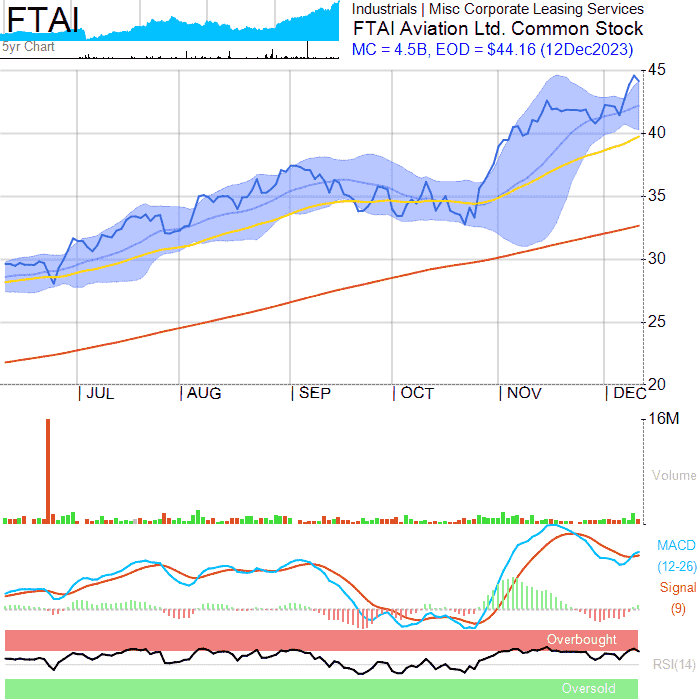 FTAI
5yr Chart
Industrials | Misc Corporate Leasing Services
FTAI Aviation Ltd. Common Stock
MC = 4.5B, EOD = $44.16 (12Dec2023)
45
40
35
30
25
20
| JUL | AUG | SEP | OCT | NOV | DEC
16M
Volume
MACD
(12-26)
Signal
(9)
Overbought
RSI(14)
Oversold